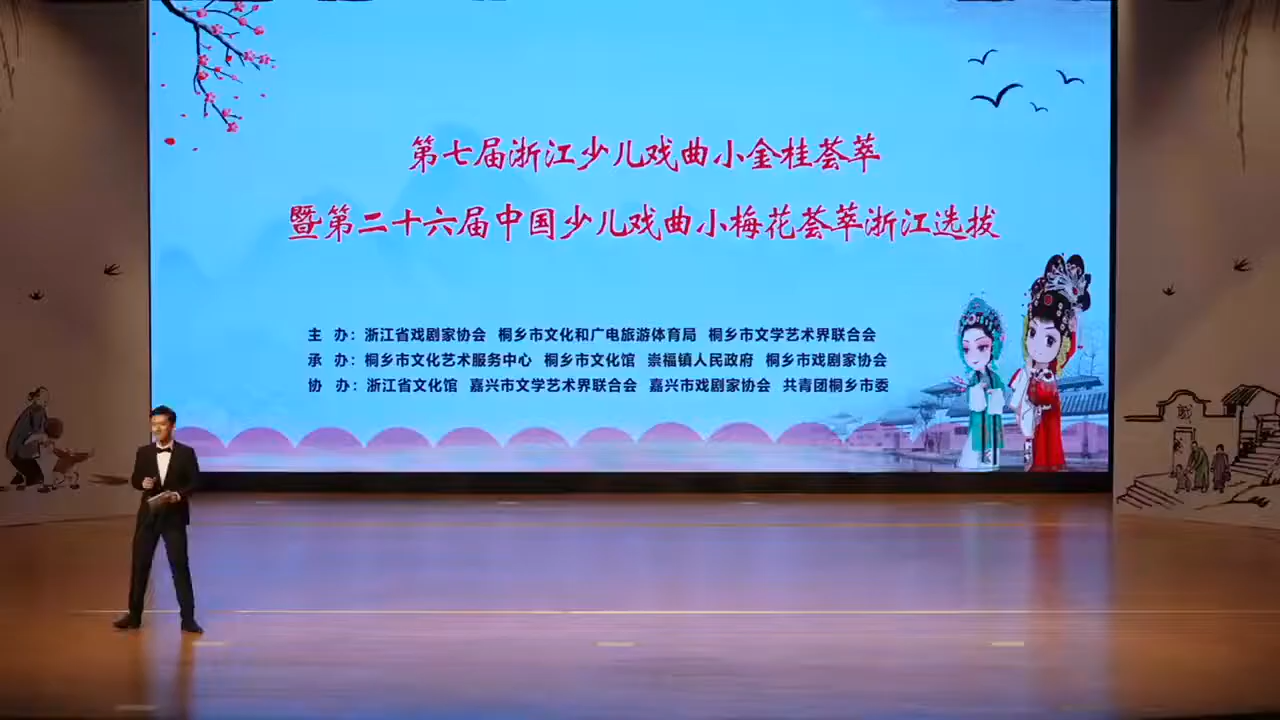 第七届浙江少儿戏曲小金桂荟萃
暨第二十六届中国少儿戏曲小梅花荟萃浙江选拔
主 办：浙江省戏剧家协会 桐乡市文化和广电旅游体育局 桐乡市文学艺术界联合会
承 办：桐乡市文化艺术服务中心 桐乡市文化馆 崇福镇人民政府 桐乡市戏剧家协会
协 办：浙江省文化馆 嘉兴市文学艺术界联合会 嘉兴市戏剧家协会 共青团桐乡市委